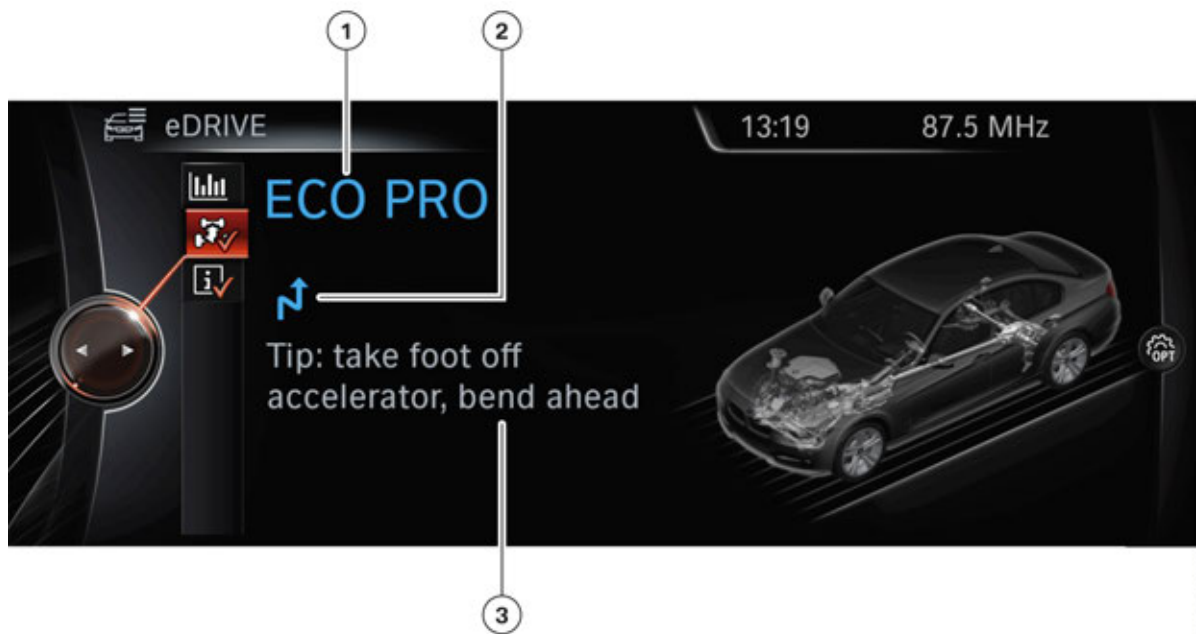 1
2
eDRIVE
13:19
87.5 MHz
ECO PRO
Tip: take foot off
accelerator, bend ahead
OPT
3